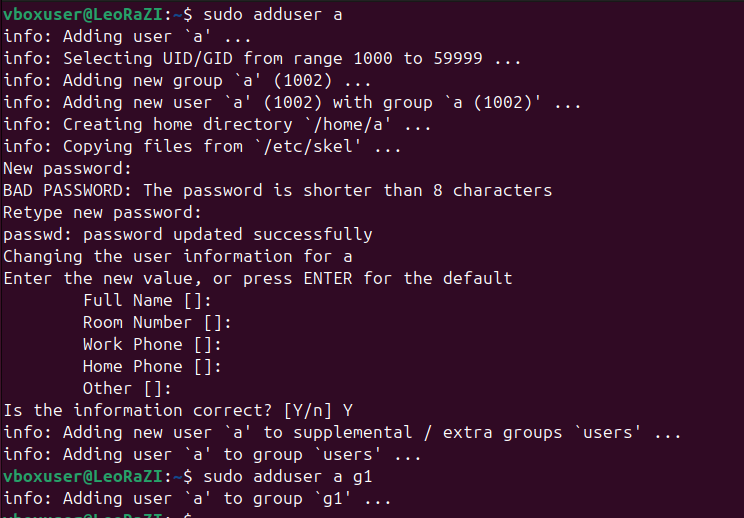 vboxuser@LeoRaZI:~$ sudo adduser a
info: Adding user `a' ...
info: Selecting UID/GID from range 1000 to 59999 ...
info: Adding new group `a' (1002) ...
info: Adding new user `a' (1002) with group `a (1002)' ...
info: Creating home directory `/home/a' ...
info: Copying files from `/etc/skel' ...
New password:
BAD PASSWORD: The password is shorter than 8 characters
Retype new password:
passwd: password updated successfully
Changing the user information for a
Enter the new value, or press ENTER for the default
        Full Name []:
        Room Number []:
        Work Phone []:
        Home Phone []:
        Other []:
Is the information correct? [Y/n] Y
info: Adding new user `a' to supplemental / extra groups `users' ...
info: Adding user `a' to group `users' ...
vboxuser@LeoRaZI:~$ sudo adduser a g1
info: Adding user `a' to group `g1' ...